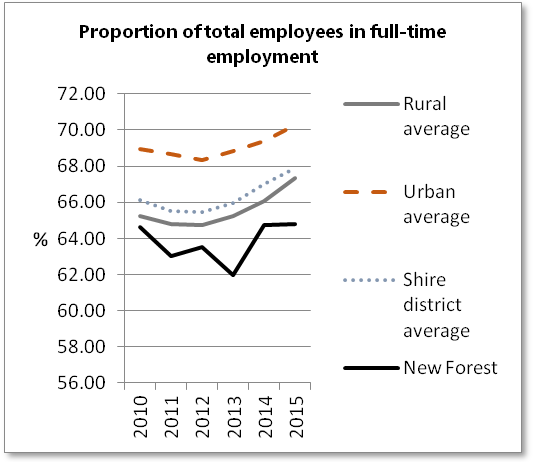 Proportion of total employees in full-time
employment
72.00
70.00
68.00
66.00
64.00
62.00
60.00
58.00
56.00
%
2010
2011
2012
2013
2014
2015
Rural
average
Urban
average
Shire
district
average
New Forest